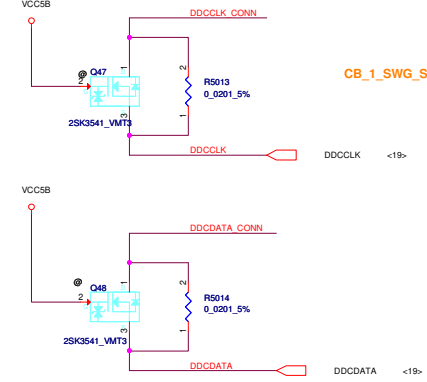 VCC5B
DDCCLK_CONN
1
@
Q47
2
2
R5013
0_0201_5%
CB_1_SWG_S
1
3
2SK3541_VMT3
DDCCLK
DDCCLK <19>
VCC5B
DDCDATA_CONN
1
@
Q48
2
2
R5014
0_0201_5%
1
3
2SK3541_VMT3
DDCDATA
DDCDATA <19>